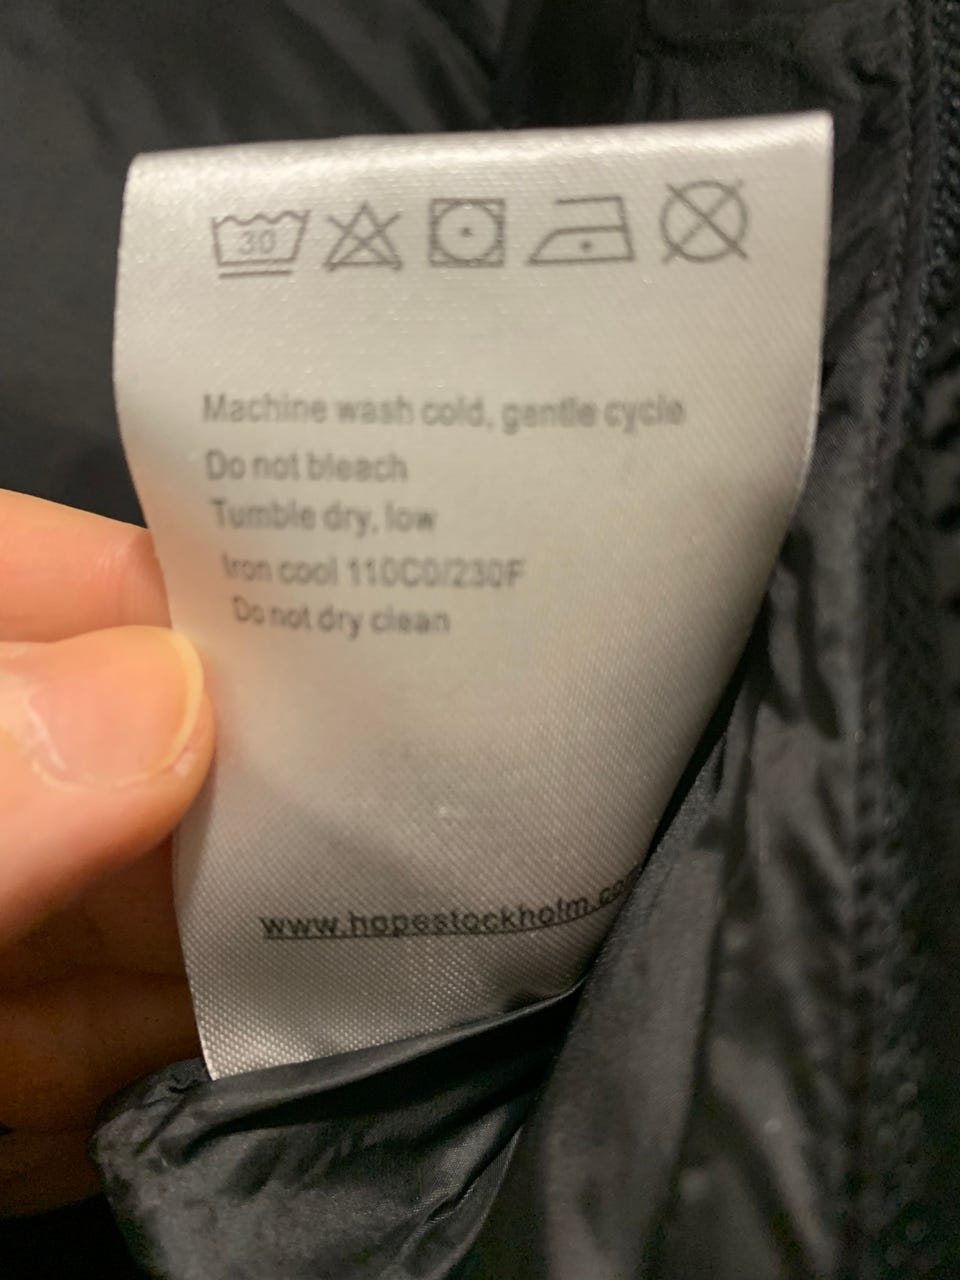 30
Machine wash cold, gentle cycle
Do not bleach
Tumble dry, low
Iron cool 110C0/230F
Do not dry clean
www.hopestockholm.com